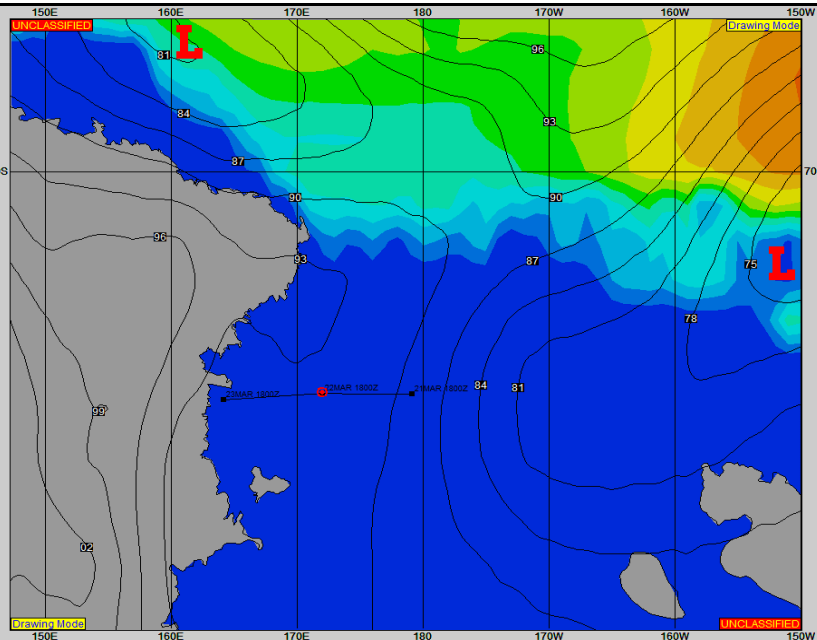 150E 160E 170E 180 170W 160W 150W
UNCLASSIFIED L Drawing Mode
96
81
84
93
87
S 70
90 90
96
93 87 75 L
78
84 81
23MAR 1800Z 22MAR 1800Z 21MAR 1800Z
99
02
Drawing Mode UNCLASSIFIED
150E 160E 170E 180 170W 160W 150W